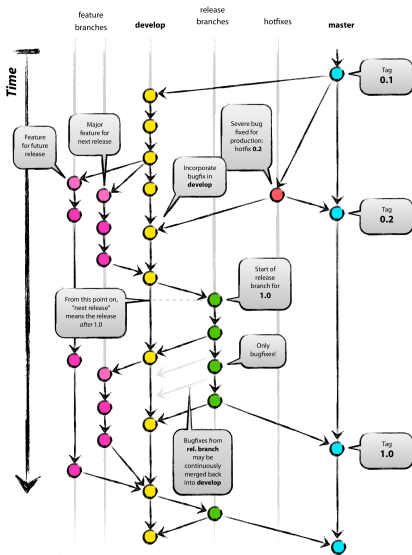 feature
branches
develop
release
branches
hotfixes
master
Time
Tag
0.1
Feature
for future
release
Major
feature for
next release
Severe bug
fixed for
production:
hotfix 0.2
Incorporate
bugfix in
develop
Tag
0.2
Start of
release
branch for
1.0
From this point on,
"next release"
means the release
after 1.0
Only
bugfixes!
Bugfixes from
rel. branch
may be
continuously
merged back
into develop
Tag
1.0